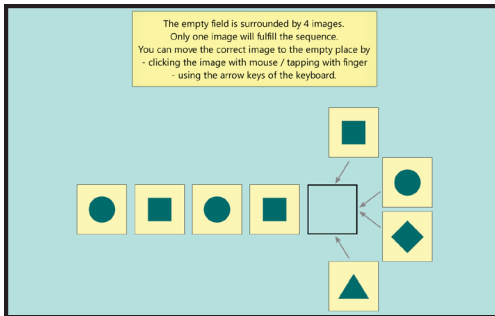 The empty field is surrounded by 4 images.
Only one image will fulfill the sequence.
You can move the correct image to the empty place by
- clicking the image with mouse / tapping with finger
- using the arrow keys of the keyboard.